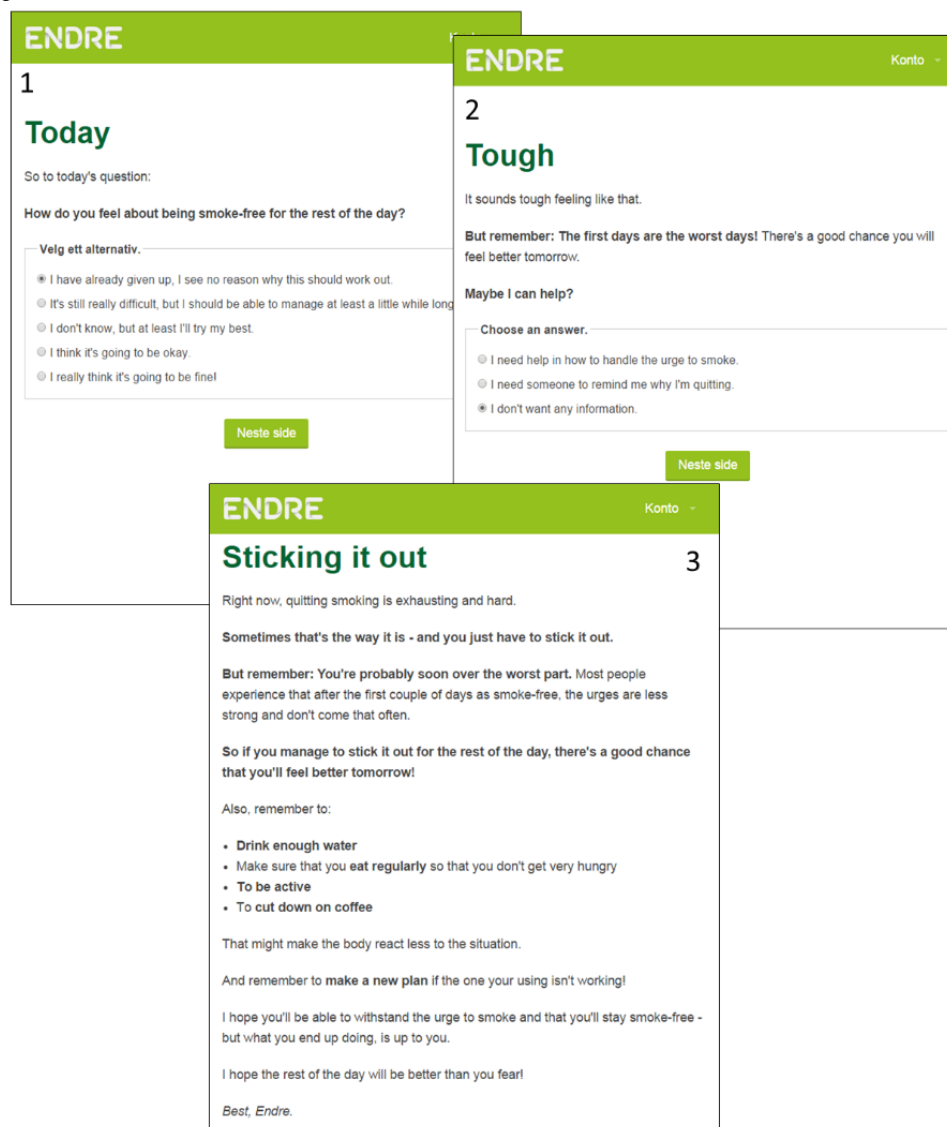 ENDRE
1
Today
So to today's question:
How do you feel about being smoke-free for the rest of the day?
Velg ett alternativ.
I have already given up, I see no reason why this should work out.
It's still really difficult, but I should be able to manage at least a little while long
I don't know, but at least I'll try my best.
I think it's going to be okay.
I really think it's going to be fine!
Neste side
ENDRE
Konto
2
Tough
It sounds tough feeling like that.
But remember: The first days are the worst days! There's a good chance you will
feel better tomorrow.
Maybe I can help?
Choose an answer.
I need help in how to handle the urge to smoke.
I need someone to remind me why I'm quitting.
I don't want any information.
Neste side
ENDRE
Konto
Sticking it out
3
Right now, quitting smoking is exhausting and hard.
Sometimes that's the way it is - and you just have to stick it out.
But remember: You're probably soon over the worst part. Most people
experience that after the first couple of days as smoke-free, the urges are less
strong and don't come that often.
So if you manage to stick it out for the rest of the day, there's a good chance
that you'll feel better tomorrow!
Also, remember to:
• Drink enough water
• Make sure that you eat regularly so that you don't get very hungry
• To be active
• To cut down on coffee
That might make the body react less to the situation.
And remember to make a new plan if the one your using isn't working!
I hope you'll be able to withstand the urge to smoke and that you'll stay smoke-free -
but what you end up doing, is up to you.
I hope the rest of the day will be better than you fear!
Best, Endre.